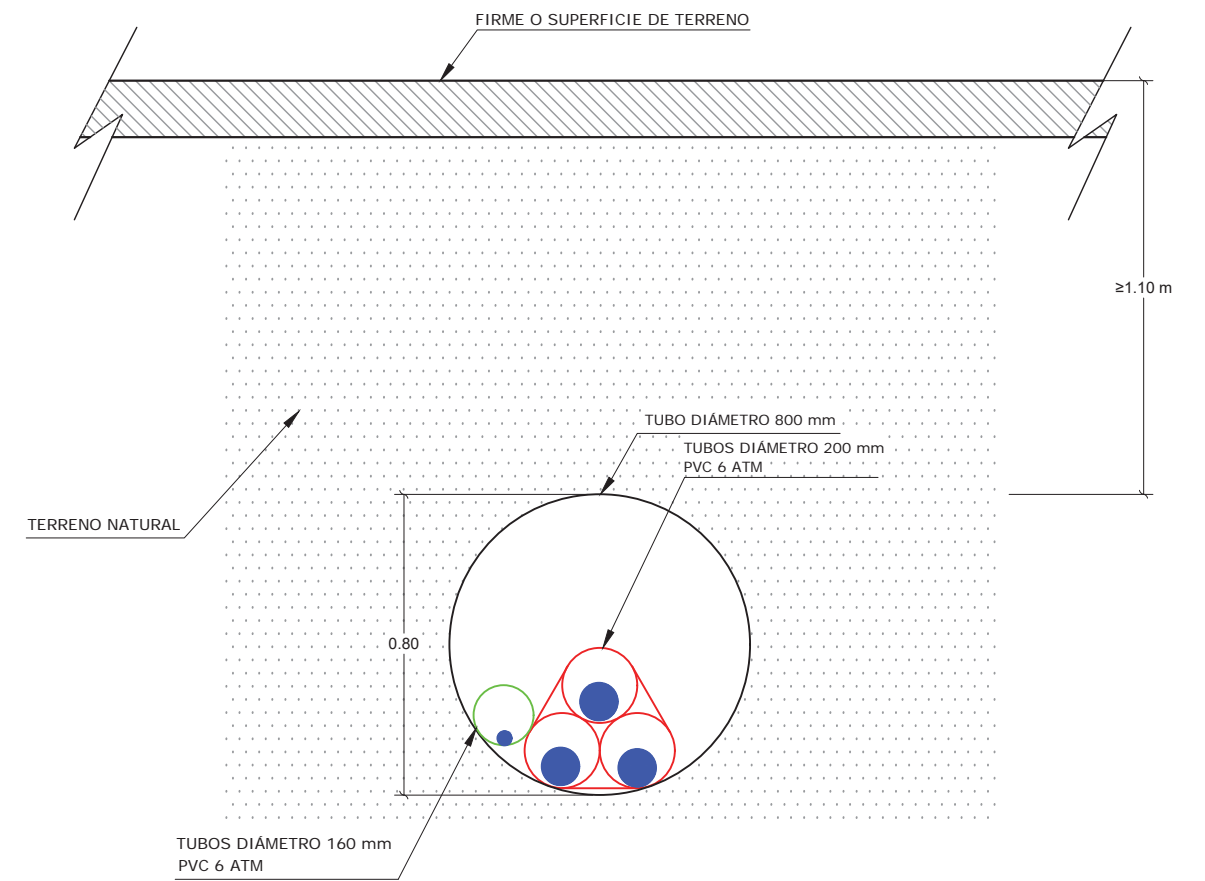 FIRME O SUPERFICIE DE TERRENO
≥1.10 m
TUBO DIÁMETRO 800 mm
TUBOS DIÁMETRO 200 mm
PVC 6 ATM
TERRENO NATURAL
0.80
TUBOS DIÁMETRO 160 mm
PVC 6 ATM